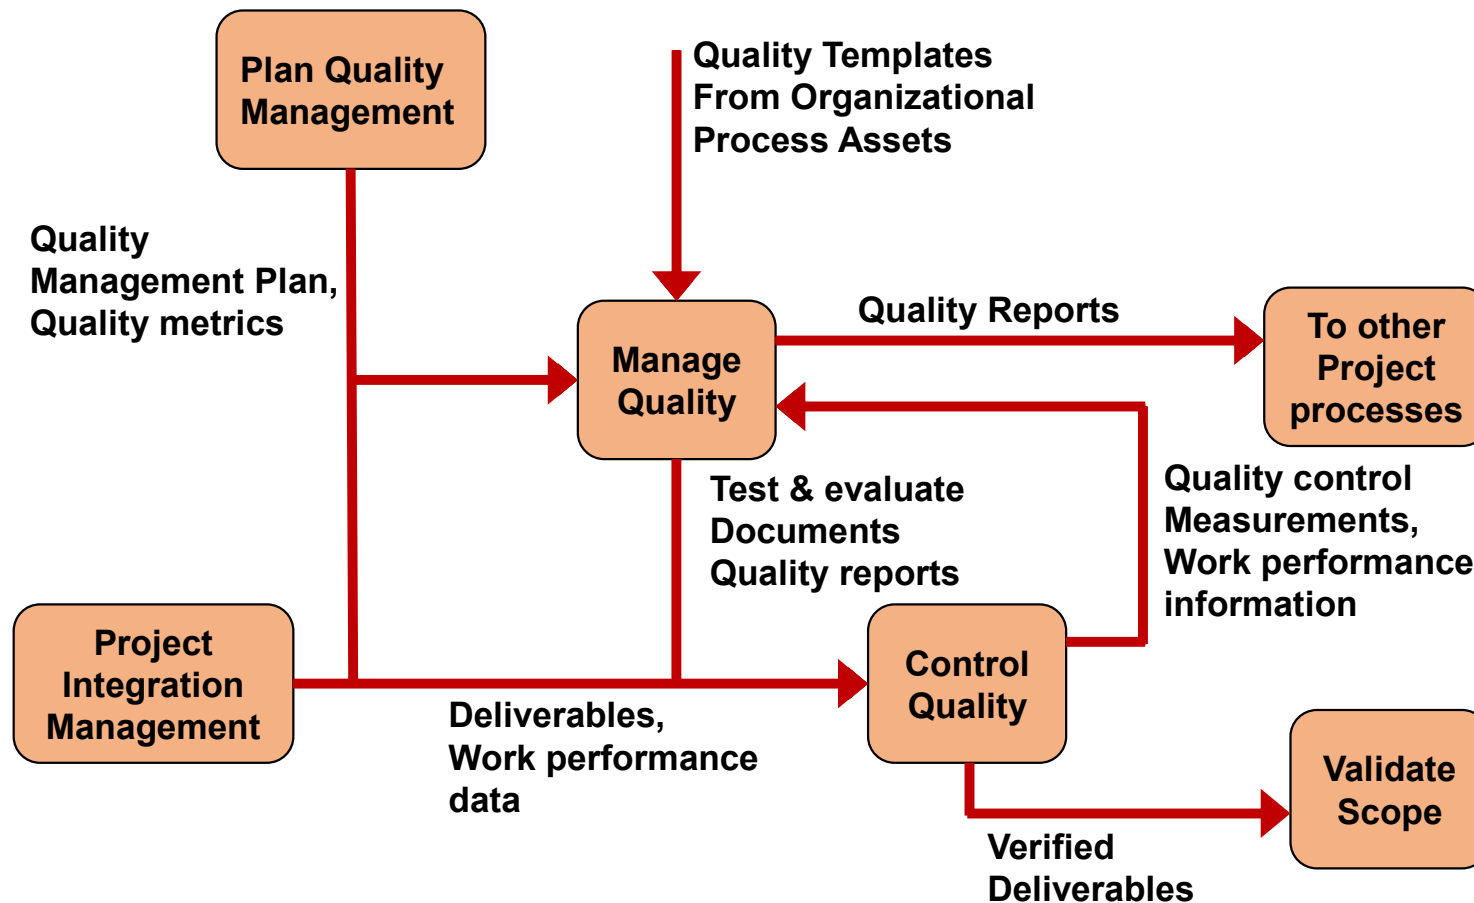 Plan Quality
Management
Quality Templates
From Organizational
Process Assets
Quality
Management Plan,
Quality metrics
Manage
Quality
Quality Reports
To other
Project
processes
Test & evaluate
Documents
Quality reports
Quality control
Measurements,
Work performance
information
Project
Integration
Management
Deliverables,
Work performance
data
Control
Quality
Verified
Deliverables
Validate
Scope